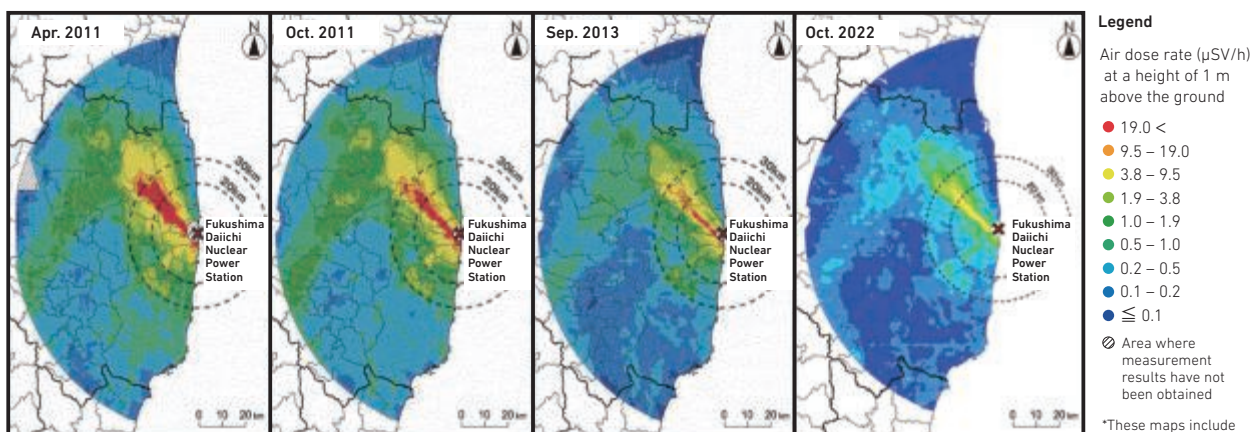 Apr. 2011
N
30km
20km
Fukushima
Daiichi
Nuclear
Power
Station
0 10 20 km
Oct. 2011
N
30km
20km
Fukushima
Daiichi
Nuclear
Power
Station
0 10 20 km
Sep. 2013
N
30km
20km
Fukushima
Daiichi
Nuclear
Power
Station
0 10 20 km
Oct. 2022
N
Fukushima
Daiichi
Nuclear
Power
Station
0 10 20 km
Legend
Air dose rate (µSV/h)
at a height of 1 m
above the ground
19.0 <
9.5 – 19.0
3.8 – 9.5
1.9 – 3.8
1.0 – 1.9
0.5 – 1.0
0.2 – 0.5
0.1 – 0.2
≦ 0.1
Area where
measurement
results have not
been obtained
*These maps include